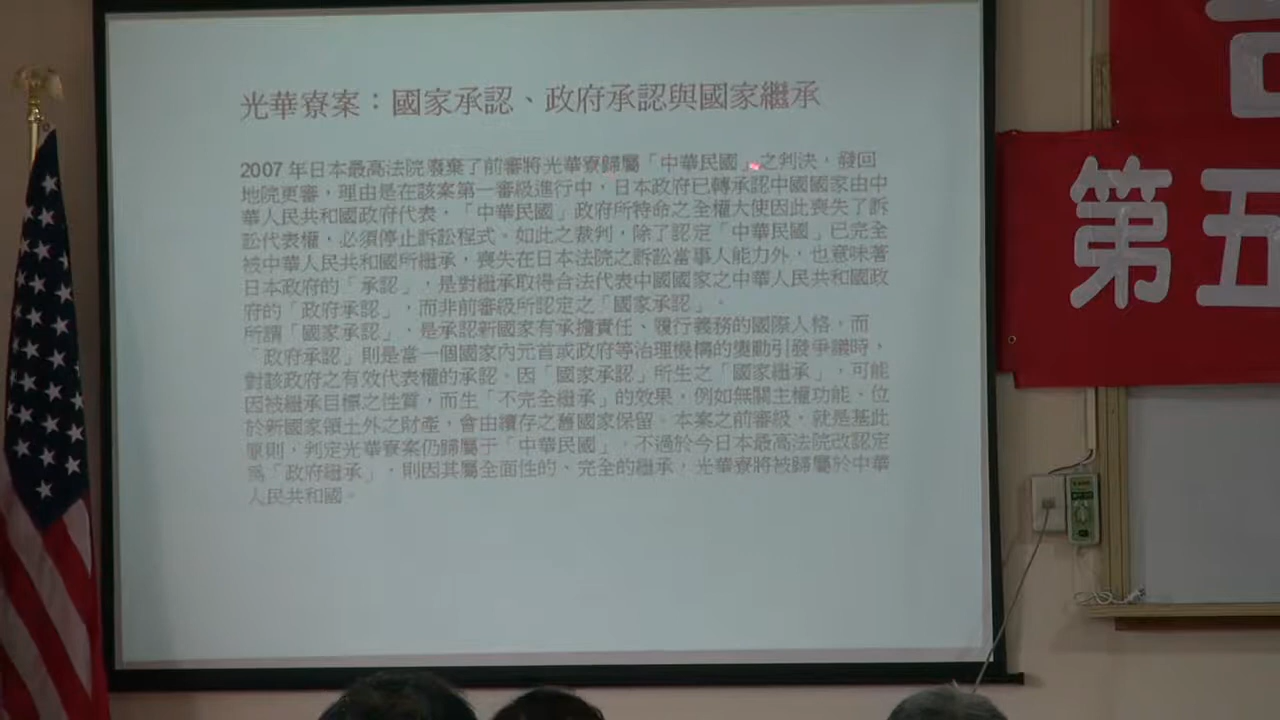 光華寮案：國家承認、政府承認與國家繼承
2007 年日本最高法院廢棄了前審將光華寮歸屬「中華民國」之判決，發回
地院更審，理由是在該案第一審級進行中，日本政府已轉承認中國國家由中
華人民共和國政府代表，「中華民國」政府所特命之全權大使因此喪失了訴
訟代表權，必須停止訴訟程式。如此之裁判，除了認定「中華民國」已完全
被中華人民共和國所繼承，喪失在日本法院之訴訟當事人能力外，也意味著
日本政府的「承認」，是對繼承取得合法代表中國國家之中華人民共和國政
府的「政府承認」，而非前審級所認定之「國家承認」。
所謂「國家承認」，是承認新國家有承擔責任、履行義務的國際人格，而
「政府承認」則是當一個國家內元首或政府等治理機構的變動引發爭議時，
對該政府之有效代表權的承認。因「國家承認」所生之「國家繼承」，可能
因被繼承目標之性質，而生「不完全繼承」的效果，例如無關主權功能、位
於新國家領土外之財產，會由續存之舊國家保留。本案之前審級，就是基此
原則，判定光華寮案仍歸屬于「中華民國」。不過於今日本最高法院改認定
為「政府繼承」，則因其屬全面性的、完全的繼承，光華寮將被歸屬於中華
人民共和國。
第五